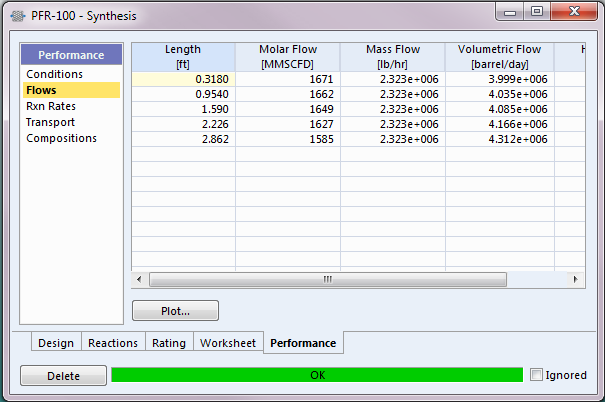 PFR-100 - Synthesis
Performance
Conditions
Flows
Rxn Rates
Transport
Compositions
Length Molar Flow Mass Flow Volumetric Flow H
[ft] [MMSCFD] [lb/hr] [barrel/day]
0.3180 1671 2.323e+006 3.999e+006
0.9540 1662 2.323e+006 4.035e+006
1.590 1649 2.323e+006 4.085e+006
2.226 1627 2.323e+006 4.166e+006
2.862 1585 2.323e+006 4.312e+006
Plot...
Design Reactions Rating Worksheet Performance
Delete OK Ignored